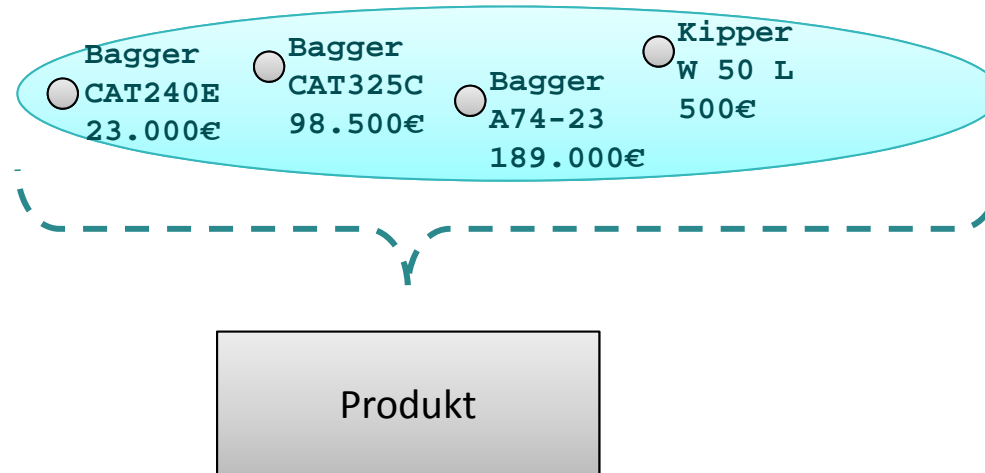 Bagger
CAT240E
23.000€
Bagger
CAT325C
98.500€
Bagger
A74-23
189.000€
Kipper
W 50 L
500€
Produkt